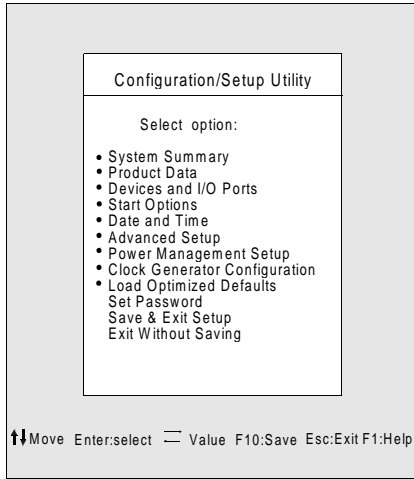 Configuration/Setup Utility
Select option:
• System Summary
• Product Data
• Devices and I/O Ports
• Start Options
• Date and Time
• Advanced Setup
• Power Management Setup
• Clock Generator Configuration
• Load Optimized Defaults
Set Password
Save & Exit Setup
Exit Without Saving
Move Enter:select Value F10:Save Esc:Exit F1:Help